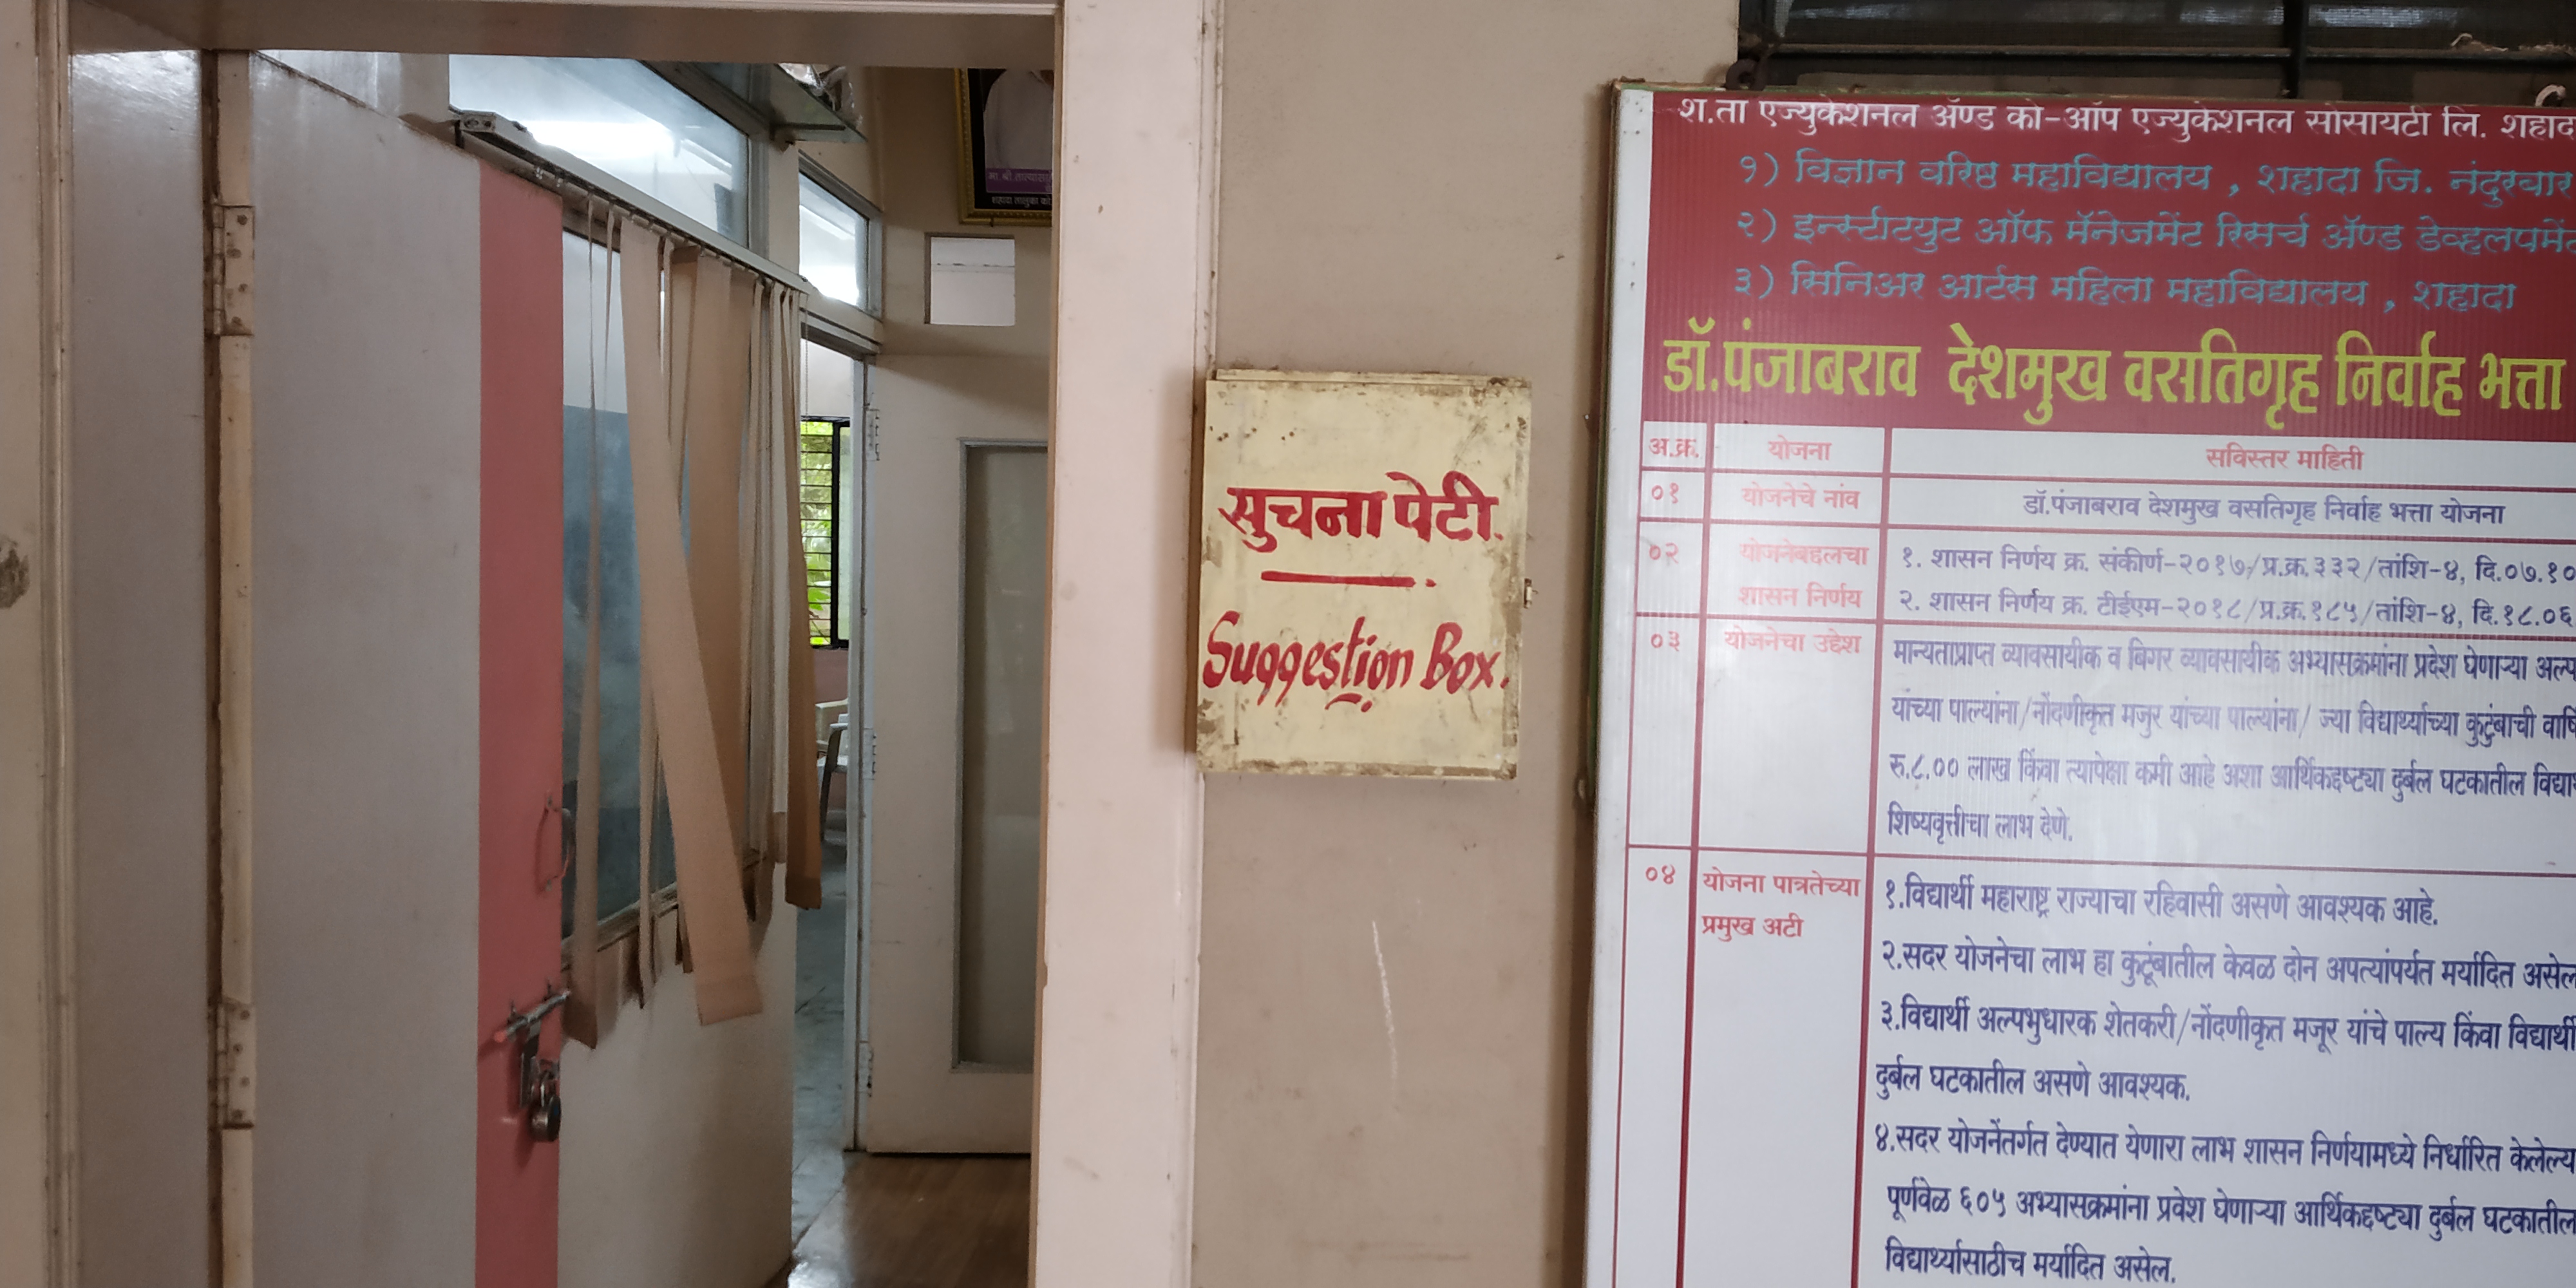 सुचना पेटी.
Suggestion Box.
श.ता एज्युकेशनल ॲण्ड को-ऑप एज्युकेशनल सोसायटी लि.
१) विज्ञान वरिष्ठ महाविद्यालय , शहादा जि. नंदुरबार
२) इन्स्टीटयुट ऑफ मॅनेजमेंट रिसर्च ॲण्ड
३) सिनिअर आर्टस महिला महाविद्यालय , शहादा
डॉ.पंजाबराव देशमुख वसतिगृह निर्वाह भत्ता
अ.क्र. योजना सविस्तर माहिती
०१ योजनेचे नांव डॉ.पंजाबराव देशमुख वसतिगृह निर्वाह भत्ता योजना
०२ योजनेबद्दलचा १. शासन निर्णय क्र. संकीर्ण-२०१७/प्र.क्र.३३२/तांशि-४,
शासन निर्णय २. शासन निर्णय क्र. टीईएम-२०१८/प्र.क्र.१८५/तांशि-४,
०३ योजनेचा उद्देश मान्यताप्राप्त व्यावसायीक व बिगर व्यावसायीक अभ्यासक्रमांना प्रदेश घेणाऱ्या
यांच्या पाल्यांना/नोंदणीकृत मजुर यांच्या पाल्यांना/ ज्या विद्यार्थ्याच्या कुटुंबाची
रु.८.०० लाख किंवा त्यापेक्षा कमी आहे अशा आर्थिकदृष्ट्या दुर्बल घटकातील
शिष्यवृत्तीचा लाभ देणे.
०४ योजना पात्रतेच्या १.विद्यार्थी महाराष्ट्र राज्याचा रहिवासी असणे आवश्यक आहे.
प्रमुख अटी २.सदर योजनेचा लाभ हा कुटूंबातील केवळ दोन अपत्यांपर्यत मर्यादित असेल
३.विद्यार्थी अल्पभुधारक शेतकरी/नोंदणीकृत मजूर यांचे पाल्य किंवा विद्यार्थी
दुर्बल घटकातील असणे आवश्यक.
४.सदर योजनेंतर्गत देण्यात येणारा लाभ शासन निर्णयामध्ये निर्धारित
पूर्णवेळ ६०५ अभ्यासक्रमांना प्रवेश घेणाऱ्या आर्थिकदृष्ट्या दुर्बल घटकातील
विद्यार्थ्यासाठीच मर्यादित असेल.